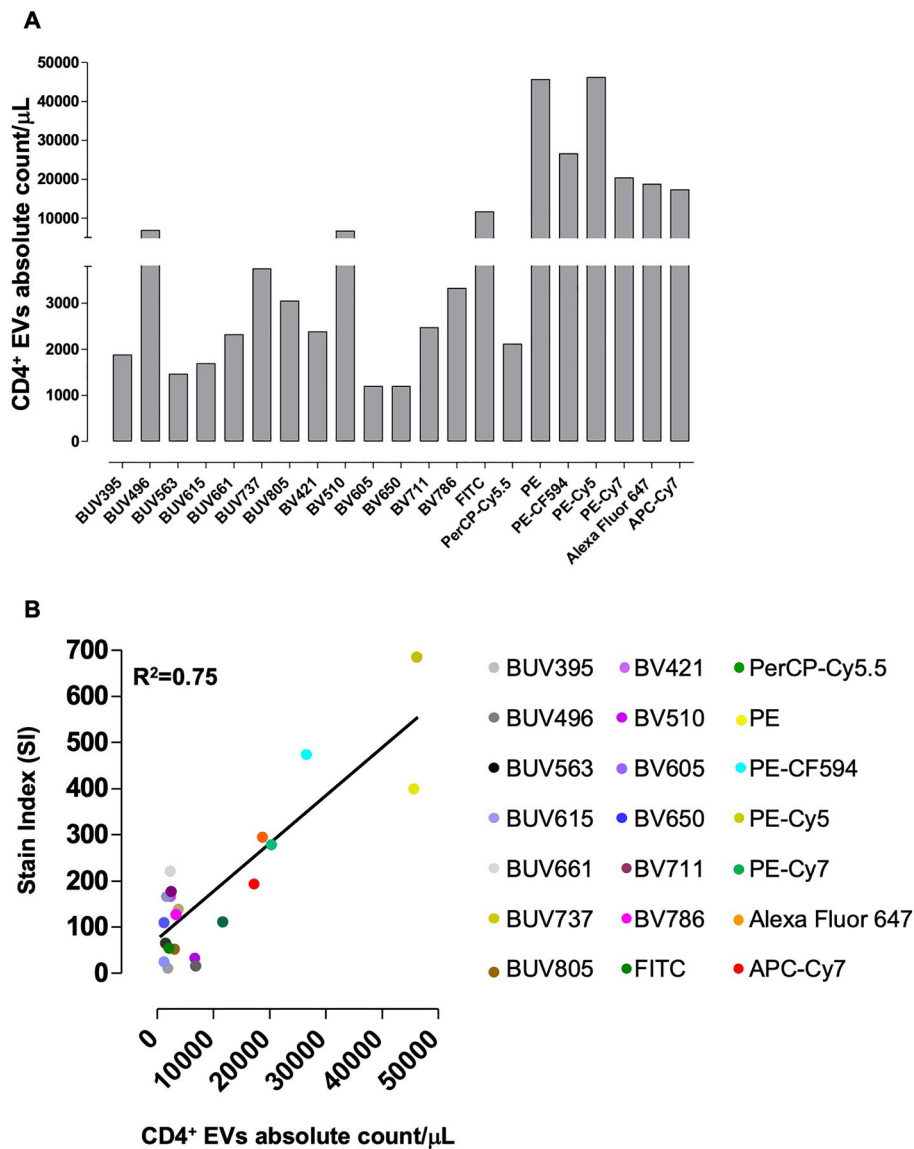 A
CD4⁺ EVs absolute count/μL
50000
40000
30000
20000
10000
3000
2000
1000
0
BUV395
BUV496
BUV563
BUV615
BUV661
BUV737
BUV805
BV421
BV510
BV605
BV650
BV711
BV786
FITC
PerCP-Cy5.5
PE
PE-CF594
PE-Cy5
PE-Cy7
Alexa Fluor 647
APC-Cy7
B
Stain Index (SI)
700
600
500
400
300
200
100
0
R²=0.75
0
10000
20000
30000
40000
50000
CD4⁺ EVs absolute count/μL
BUV395
BUV496
BUV563
BUV615
BUV661
BUV737
BUV805
BV421
BV510
BV605
BV650
BV711
BV786
FITC
PerCP-Cy5.5
PE
PE-CF594
PE-Cy5
PE-Cy7
Alexa Fluor 647
APC-Cy7